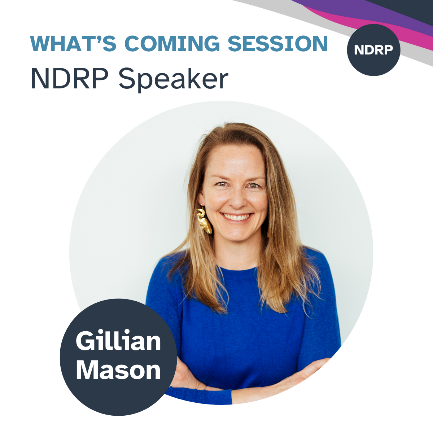 WHAT'S COMING SESSION
NDRP
NDRP Speaker
Gillian
Mason